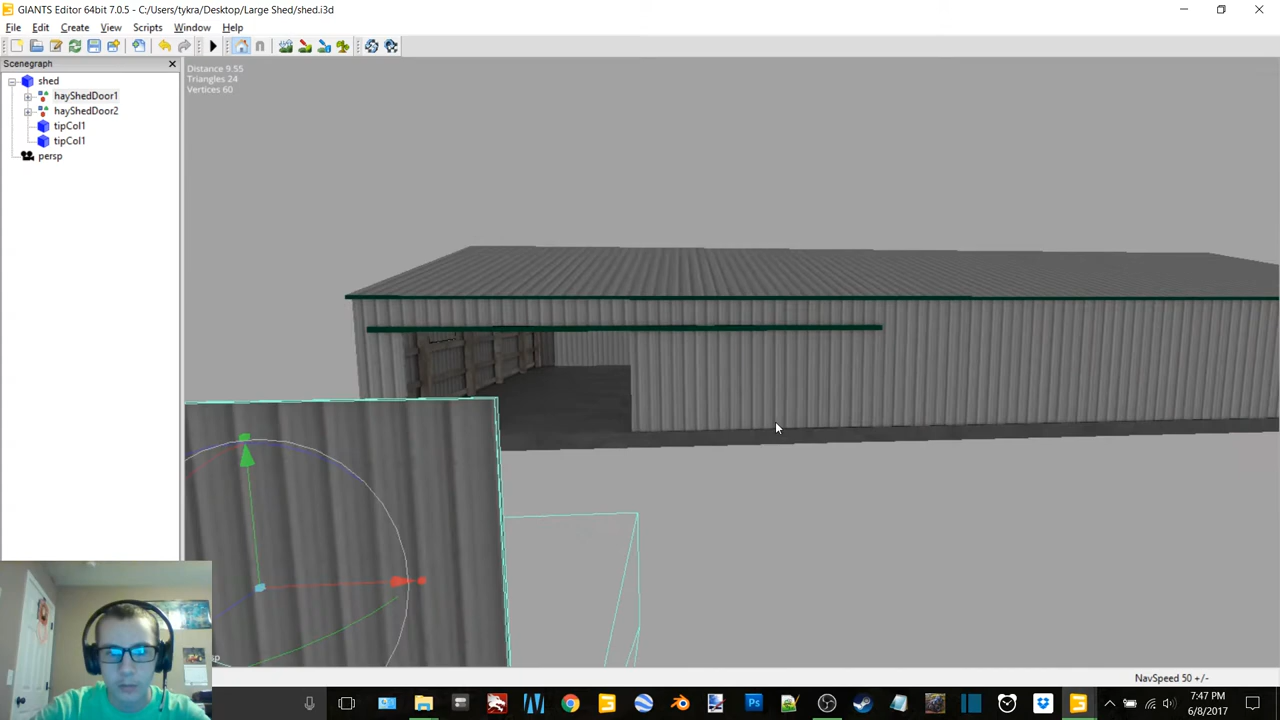 GIANTS Editor 64bit 7.0.5 - C:/Users/tykra/Desktop/Large Shed/shed.i3d
File Edit Create View Scripts Window Help
Scenegraph
shed
hayShedDoor1
hayShedDoor2
tipCol1
tipCol1
persp
Distance 9.55
Triangles 24
Vertices 60
NavSpeed 50 +/-
7:47 PM
6/8/2017